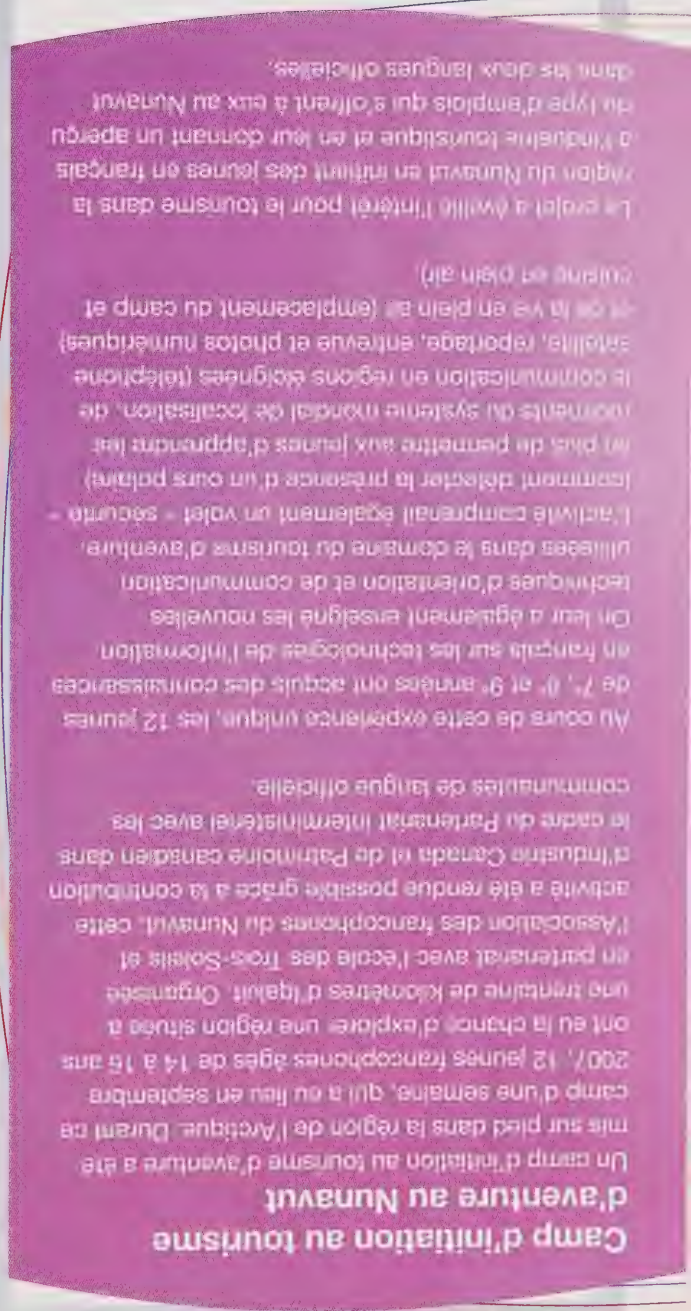 Camp d'initiation au tourisme
d'aventure au Nunavut
Un camp d'initiation au tourisme d'aventure a été
mis sur pied dans la région de l'Arctique. Durant ce
camp d'une semaine, qui a eu lieu en septembre
2007, 12 jeunes francophones âgés de 14 à 16 ans
ont eu la chance d'explorer une région située à
une trentaine de kilomètres d'Iqaluit. Organisée
en partenariat avec l'école des Trois-Soleils et
l'Association des francophones du Nunavut, cette
activité a été rendue possible grâce à la contribution
d'Industrie Canada et de Patrimoine canadien dans
le cadre du Partenariat interministériel avec les
communautés de langue officielle.
Au cours de cette expérience unique, les 12 jeunes
de 7e, 8e et 9e années ont acquis des connaissances
en français sur les technologies de l'information.
On leur a également enseigné les nouvelles
techniques d'orientation et de communication
utilisées dans le domaine du tourisme d'aventure.
L'activité comprenait également un volet « sécurité »
(comment détecter la présence d'un ours polaire)
en plus de permettre aux jeunes d'apprendre les
rudiments du système mondial de localisation, de
la communication en régions éloignées (téléphone
satellite, reportage, entrevue et photos numériques)
et de la vie en plein air (emplacement du camp et
cuisine en plein air).
Le projet a éveillé l'intérêt pour le tourisme dans la
région du Nunavut en initiant des jeunes en français
à l'industrie touristique et en leur donnant un aperçu
du type d'emplois qui s'offrent à eux au Nunavut
dans les deux langues officielles.